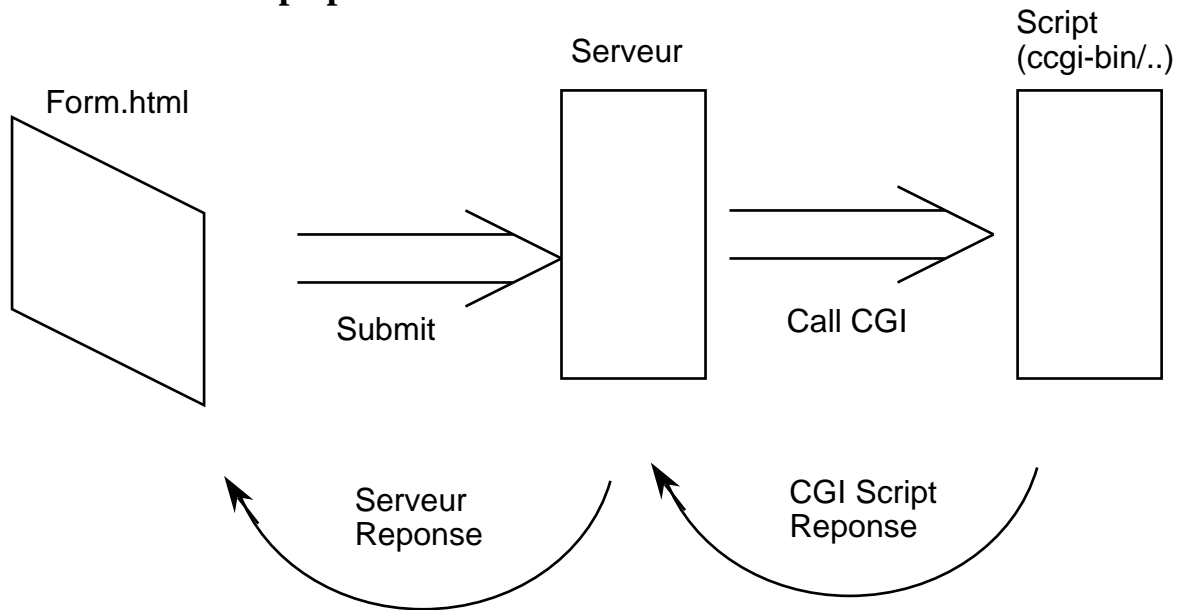 Script
(ccgi-bin/..)
Serveur
Form.html
Submit
Call CGI
Serveur
Reponse
CGI Script
Reponse